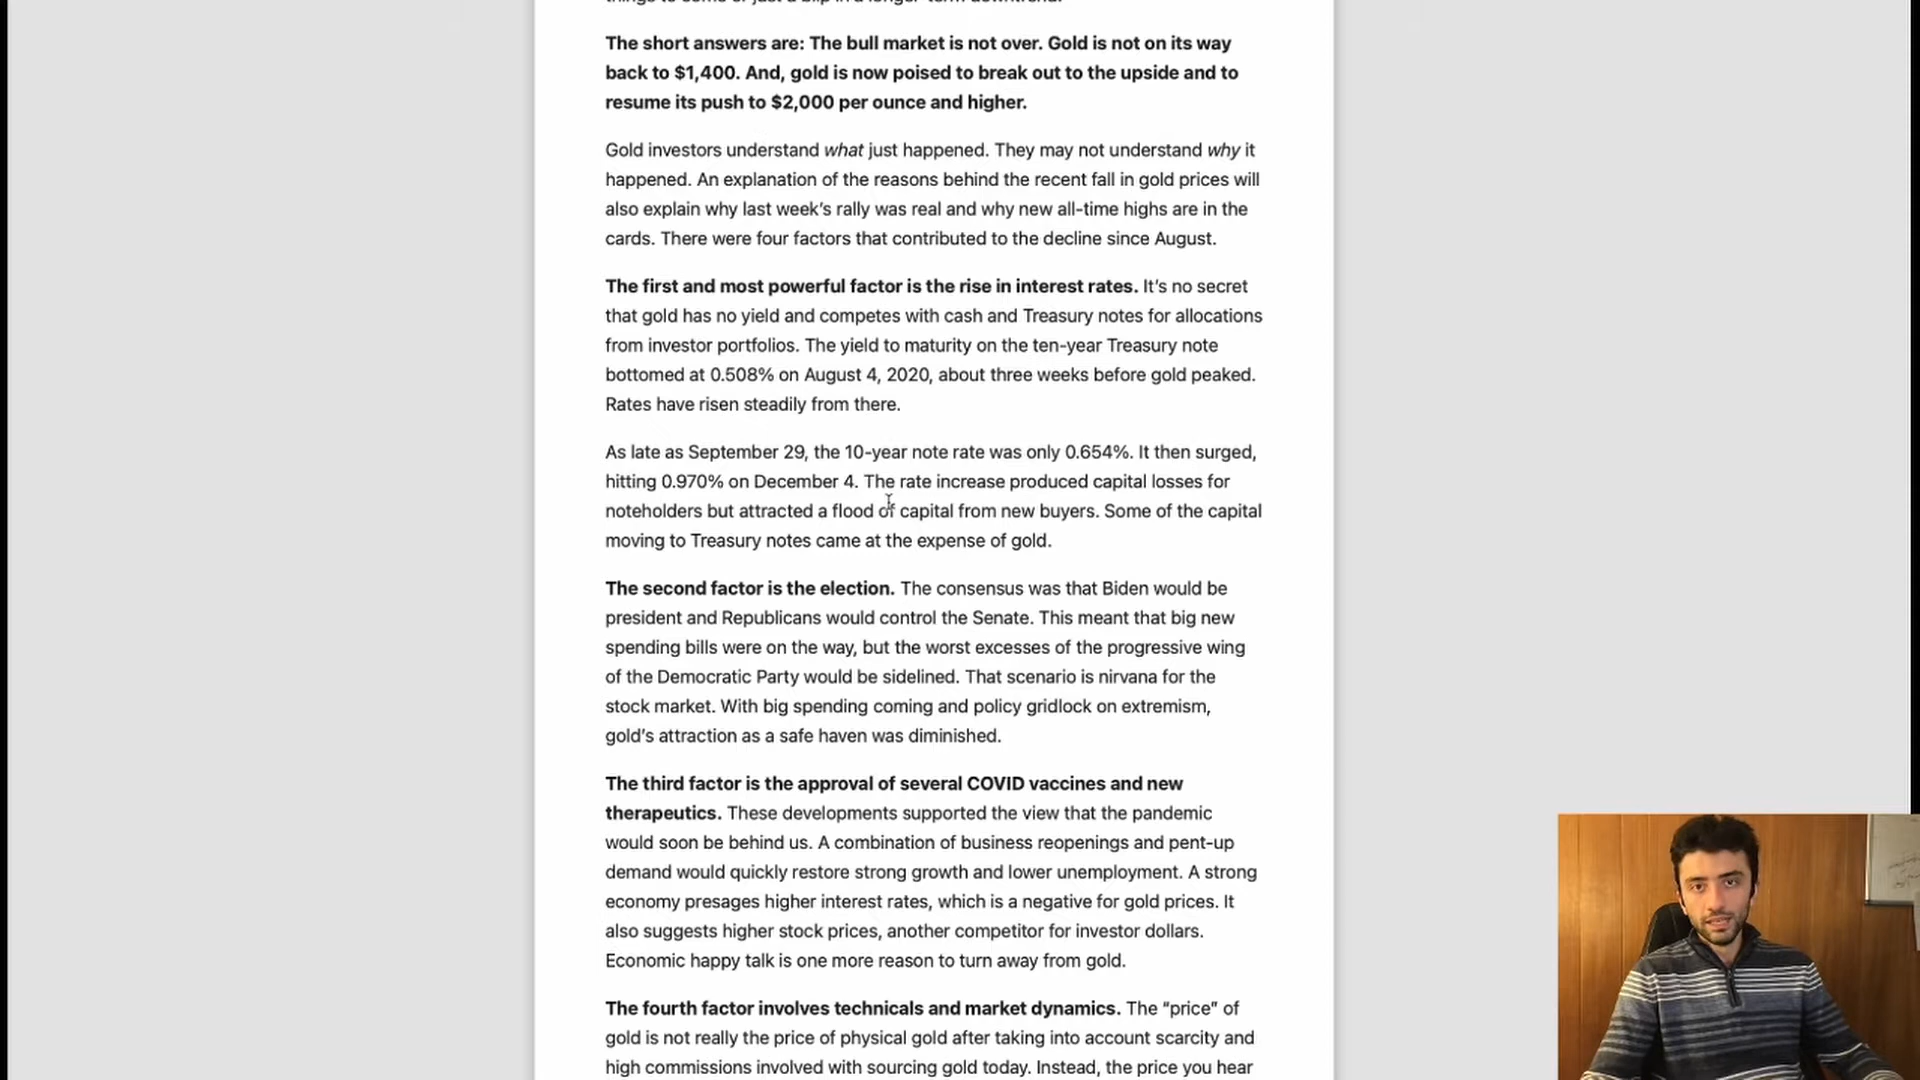 The short answers are: The bull market is not over. Gold is not on its way
back to $1,400. And, gold is now poised to break out to the upside and to
resume its push to $2,000 per ounce and higher.
Gold investors understand what just happened. They may not understand why it
happened. An explanation of the reasons behind the recent fall in gold prices will
also explain why last week’s rally was real and why new all-time highs are in the
cards. There were four factors that contributed to the decline since August.
The first and most powerful factor is the rise in interest rates. It’s no secret
that gold has no yield and competes with cash and Treasury notes for allocations
from investor portfolios. The yield to maturity on the ten-year Treasury note
bottomed at 0.508% on August 4, 2020, about three weeks before gold peaked.
Rates have risen steadily from there.
As late as September 29, the 10-year note rate was only 0.654%. It then surged,
hitting 0.970% on December 4. The rate increase produced capital losses for
noteholders but attracted a flood of capital from new buyers. Some of the capital
moving to Treasury notes came at the expense of gold.
The second factor is the election. The consensus was that Biden would be
president and Republicans would control the Senate. This meant that big new
spending bills were on the way, but the worst excesses of the progressive wing
of the Democratic Party would be sidelined. That scenario is nirvana for the
stock market. With big spending coming and policy gridlock on extremism,
gold’s attraction as a safe haven was diminished.
The third factor is the approval of several COVID vaccines and new
therapeutics. These developments supported the view that the pandemic
would soon be behind us. A combination of business reopenings and pent-up
demand would quickly restore strong growth and lower unemployment. A strong
economy presages higher interest rates, which is a negative for gold prices. It
also suggests higher stock prices, another competitor for investor dollars.
Economic happy talk is one more reason to turn away from gold.
The fourth factor involves technicals and market dynamics. The “price” of
gold is not really the price of physical gold after taking into account scarcity and
high commissions involved with sourcing gold today. Instead, the price you hear